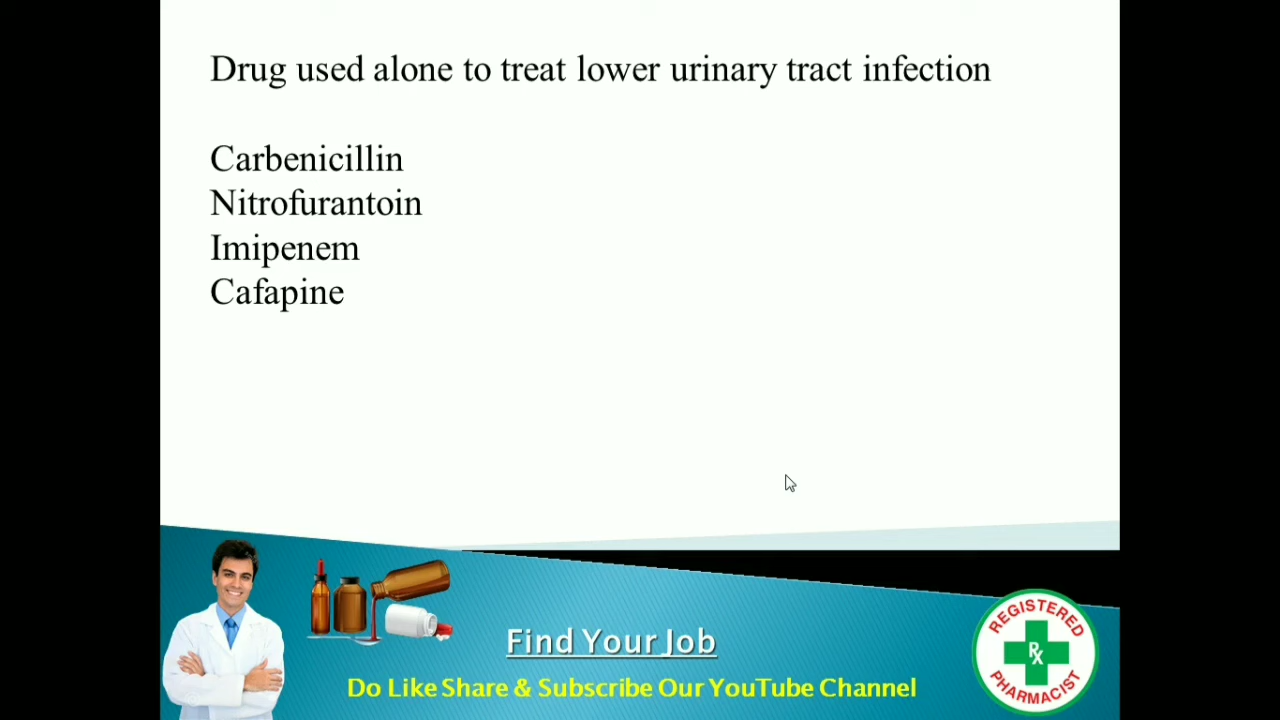 Drug used alone to treat lower urinary tract infection
Carbenicillin
Nitrofurantoin
Imipenem
Cafapine
Find Your Job
Do Like Share & Subscribe Our YouTube Channel
REGISTERED
Rx
PHARMACIST